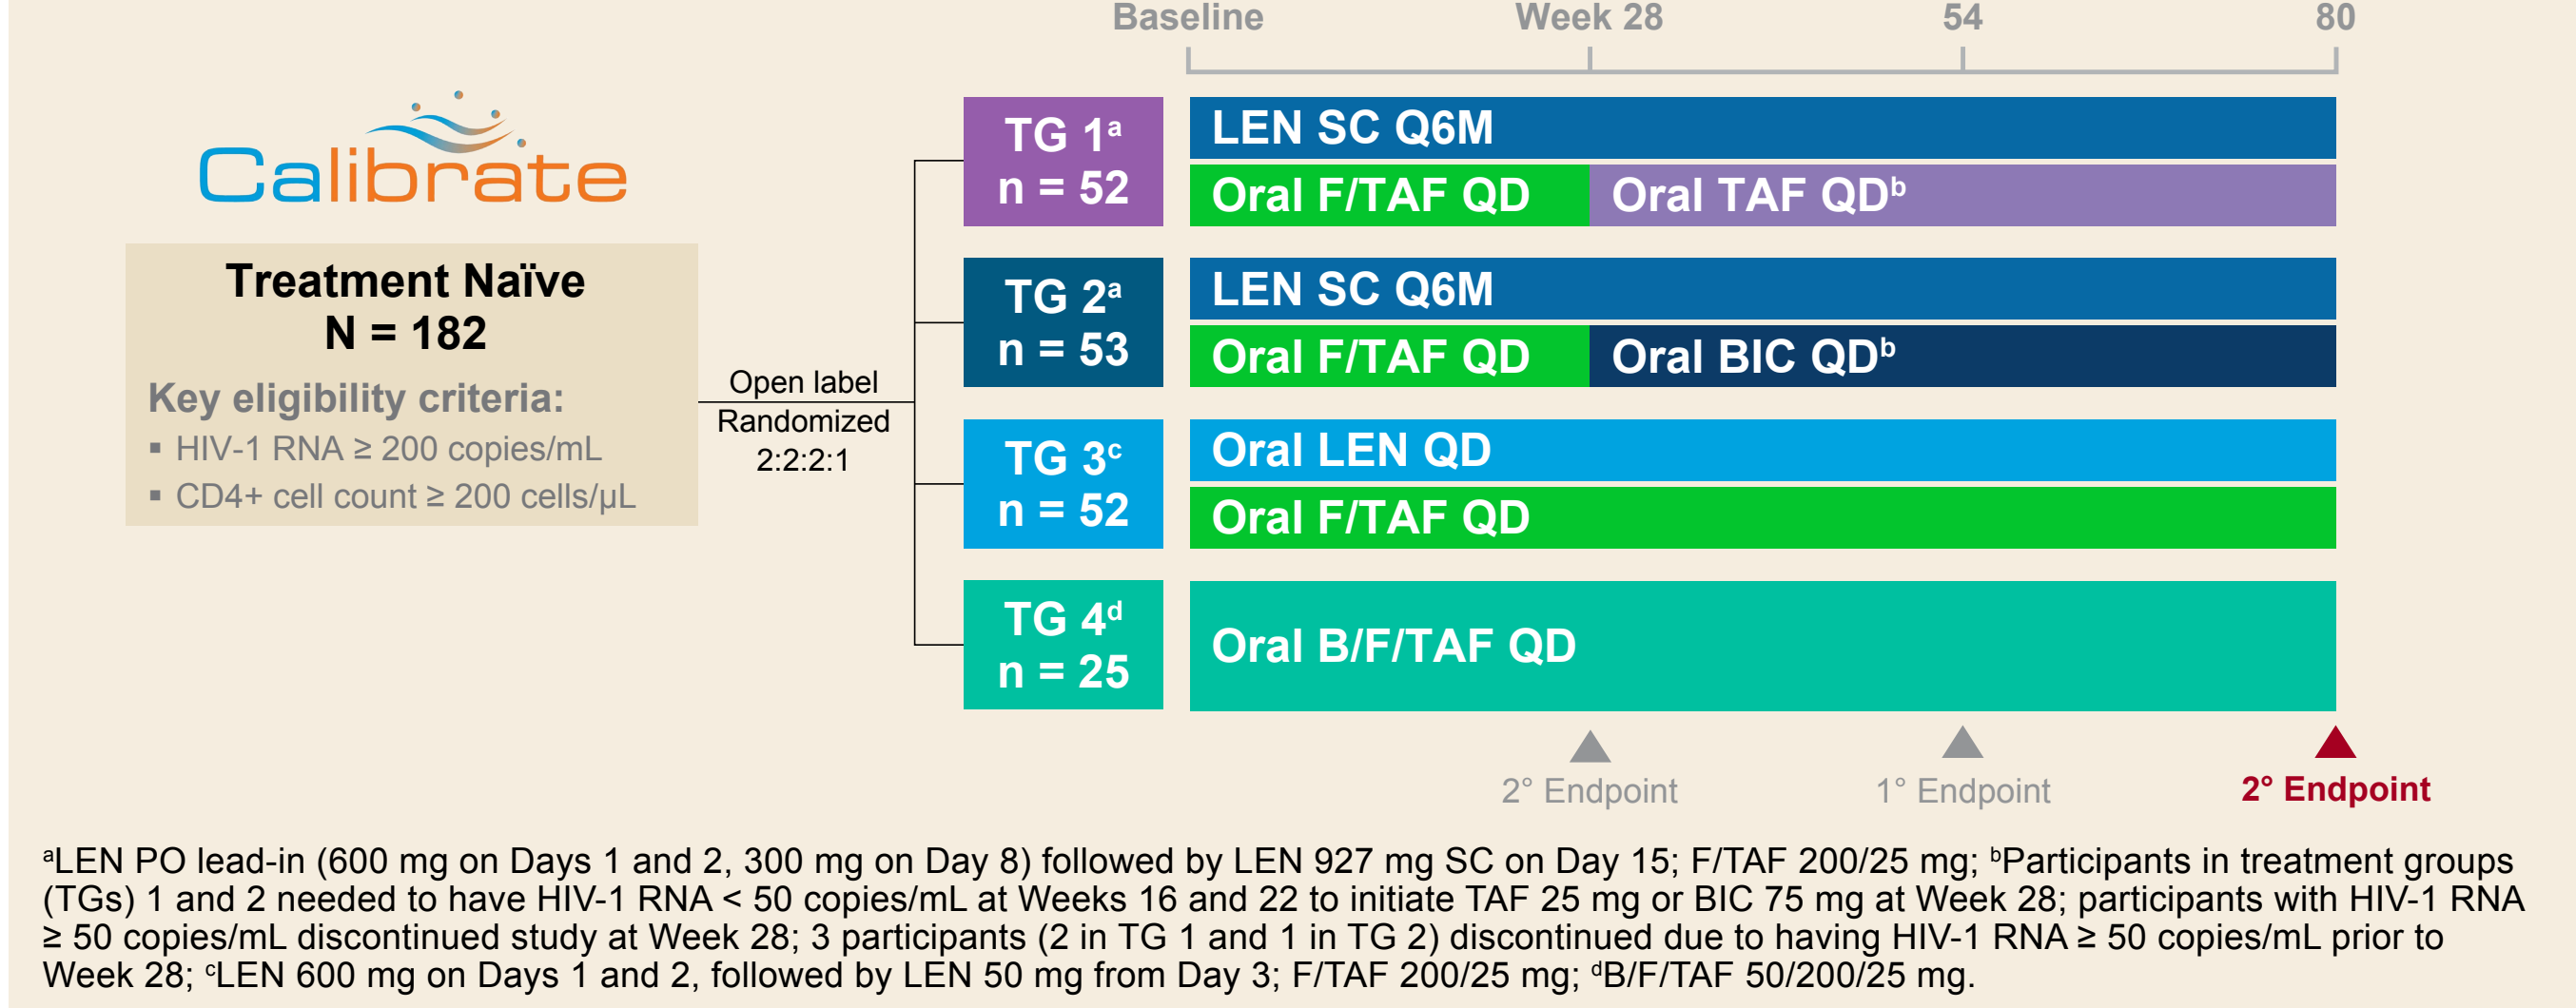 Baseline Week 28 54 80
Calibrate
Treatment Naïve
N = 182
Key eligibility criteria:
▪ HIV-1 RNA ≥ 200 copies/mL
▪ CD4+ cell count ≥ 200 cells/µL
Open label
Randomized
2:2:2:1
TG 1ᵃ
n = 52
LEN SC Q6M
Oral F/TAF QD
Oral TAF QDᵇ
TG 2ᵃ
n = 53
LEN SC Q6M
Oral F/TAF QD
Oral BIC QDᵇ
TG 3ᶜ
n = 52
Oral LEN QD
Oral F/TAF QD
TG 4ᵈ
n = 25
Oral B/F/TAF QD
2° Endpoint
1° Endpoint
2° Endpoint
ᵃLEN PO lead-in (600 mg on Days 1 and 2, 300 mg on Day 8) followed by LEN 927 mg SC on Day 15; F/TAF 200/25 mg; ᵇParticipants in treatment groups
(TGs) 1 and 2 needed to have HIV-1 RNA < 50 copies/mL at Weeks 16 and 22 to initiate TAF 25 mg or BIC 75 mg at Week 28; participants with HIV-1 RNA
≥ 50 copies/mL discontinued study at Week 28; 3 participants (2 in TG 1 and 1 in TG 2) discontinued due to having HIV-1 RNA ≥ 50 copies/mL prior to
Week 28; ᶜLEN 600 mg on Days 1 and 2, followed by LEN 50 mg from Day 3; F/TAF 200/25 mg; ᵈB/F/TAF 50/200/25 mg.